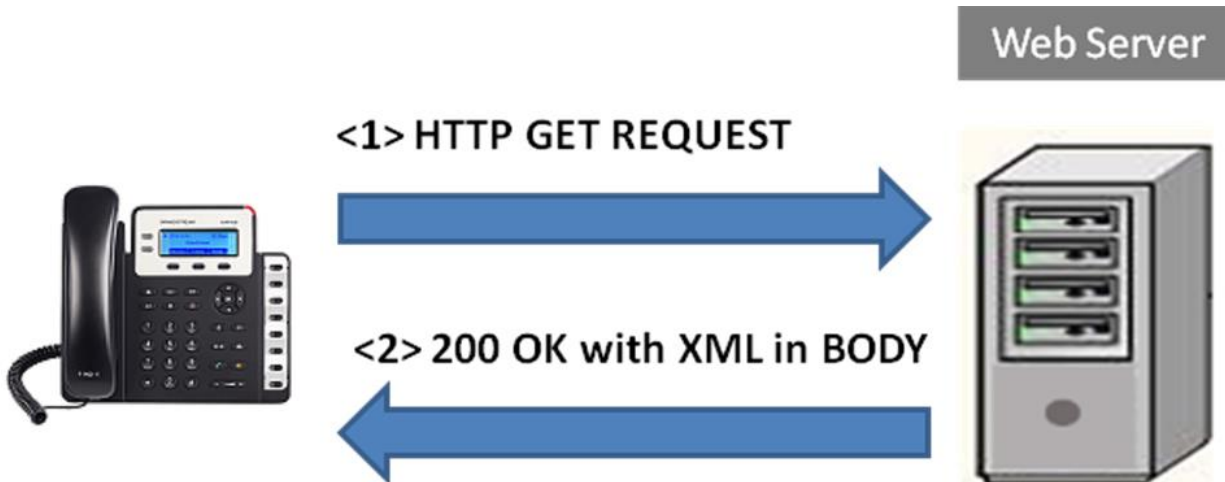 Web Server
<1> HTTP GET REQUEST
<2> 200 OK with XML in BODY